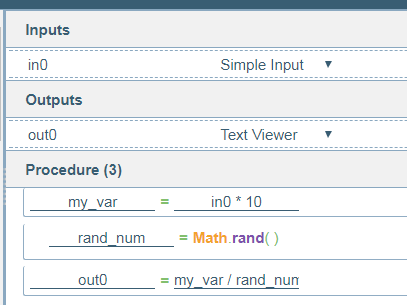 Inputs
in0 Simple Input ▼
Outputs
out0 Text Viewer ▼
Procedure (3)
my_var = in0 * 10
rand_num = Math.rand( )
out0 = my_var / rand_num